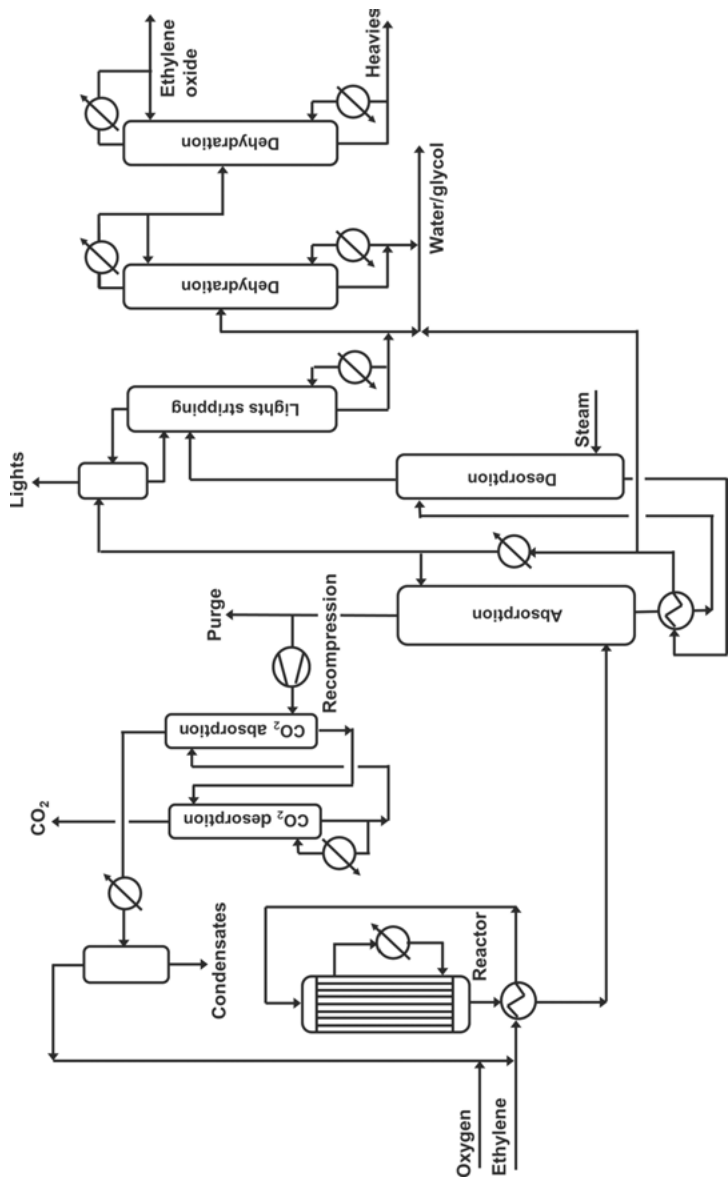 Oxygen
Ethylene
Condensates
CO₂
CO₂ desorption
CO₂ absorption
Reactor
Recompression
Purge
Absorption
Lights
Desorption
Steam
Lights stripping
Dehydration
Water/glycol
Dehydration
Ethylene
oxide
Heavies